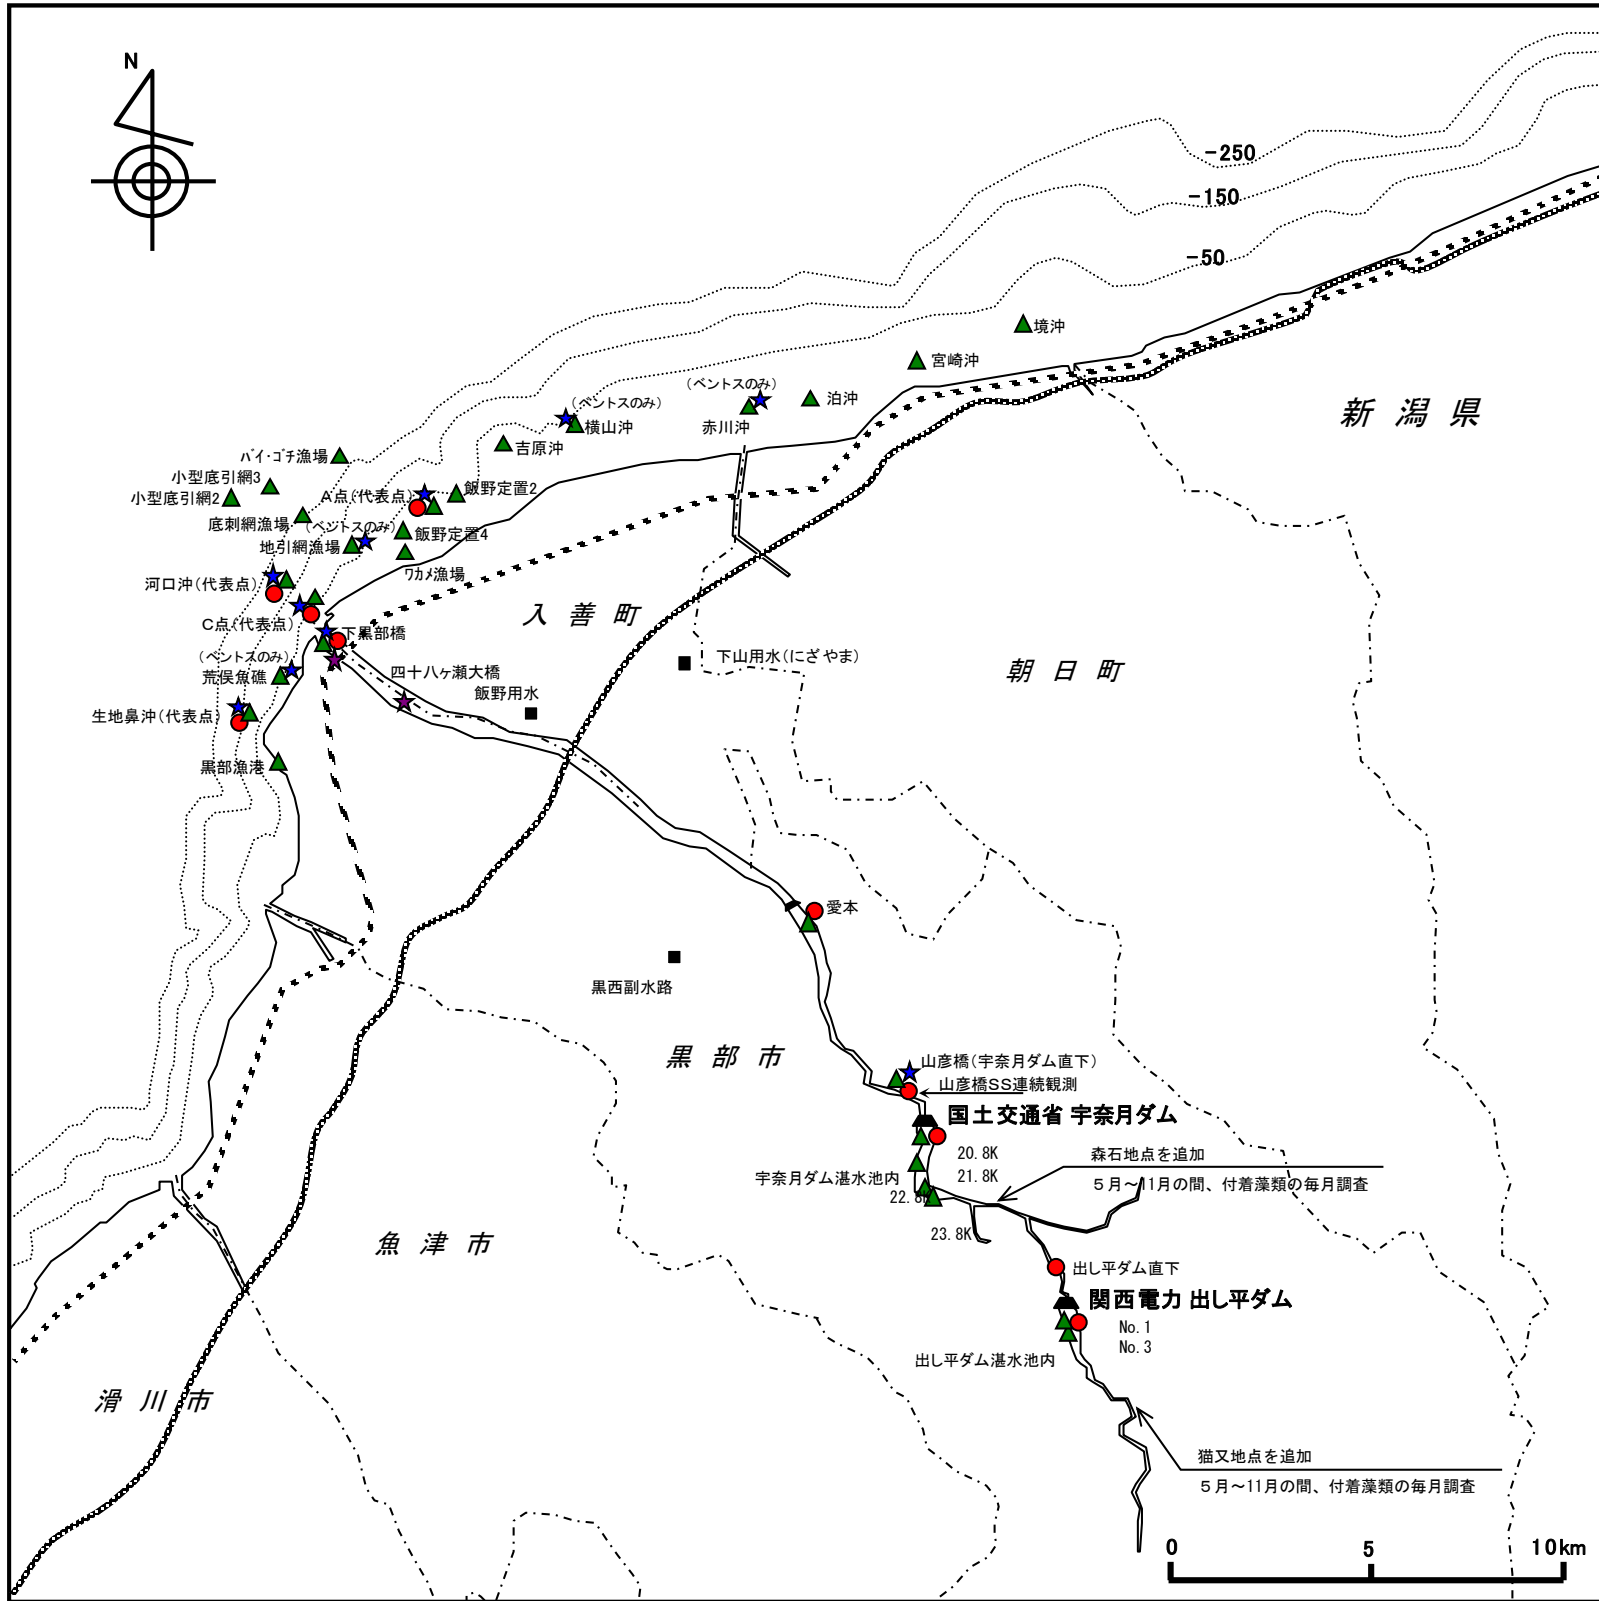 N
-250
-150
-50
境沖
宮崎沖
(ベントスのみ)
泊沖
新潟県
(ベントスのみ)
横山沖
赤川沖
吉原沖
ﾊﾞｲ・ｺﾞﾁ漁場
小型底引網3
小型底引網2
A点(代表点)
飯野定置2
底刺網漁場
(ベントスのみ)
飯野定置4
地引網漁場
ﾜｶﾒ漁場
河口沖(代表点)
入善町
C点(代表点)
下黒部橋
(ベントスのみ)
下山用水(にざやま)
朝日町
荒俣魚礁
四十八ヶ瀬大橋
飯野用水
生地鼻沖(代表点)
黒部漁港
愛本
黒西副水路
黒部市
山彦橋(宇奈月ダム直下)
山彦橋SS連続観測
国土交通省 宇奈月ダム
20.8K
森石地点を追加
21.8K
宇奈月ダム湛水池内
5月～11月の間、付着藻類の毎月調査
22.8K
23.8K
魚津市
出し平ダム直下
関西電力 出し平ダム
No.1
No.3
出し平ダム湛水池内
滑川市
猫又地点を追加
5月～11月の間、付着藻類の毎月調査
0 5 10km